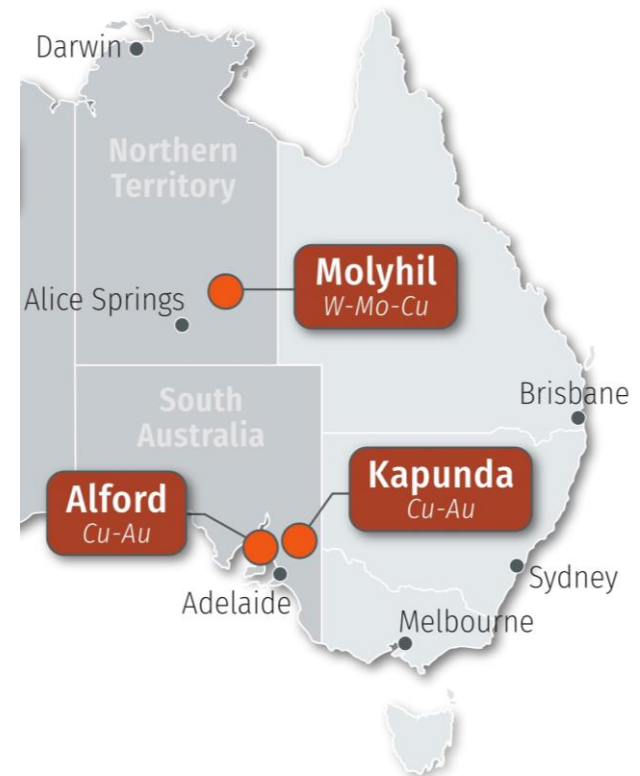 Darwin
Northern
Territory
Molyhil
W-Mo-Cu
Alice Springs
Brisbane
South
Australia
Kapunda
Cu-Au
Alford
Cu-Au
Sydney
Adelaide
Melbourne